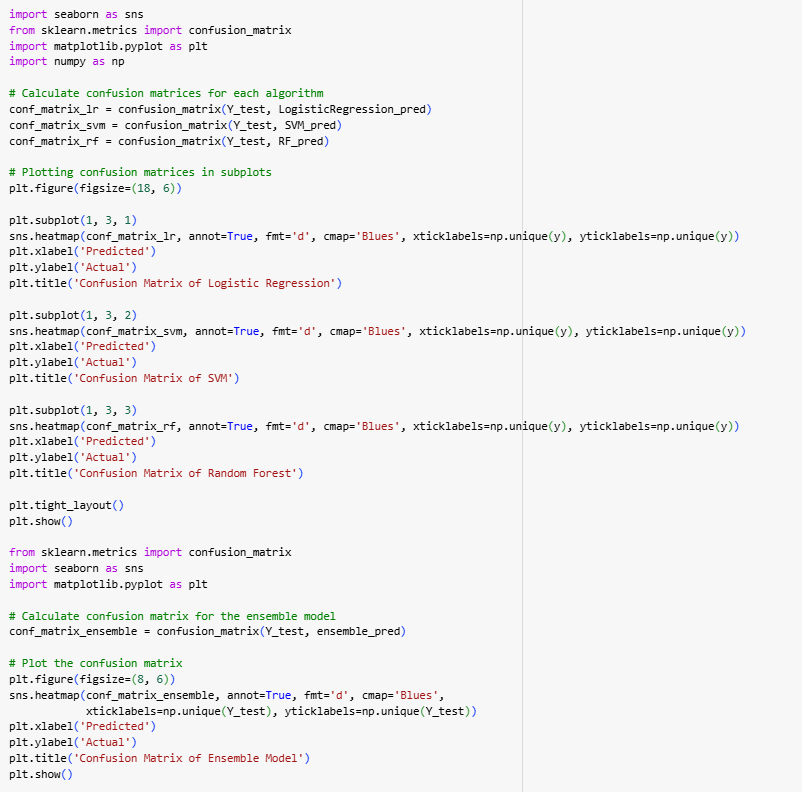 import seaborn as sns
from sklearn.metrics import confusion_matrix
import matplotlib.pyplot as plt
import numpy as np

# Calculate confusion matrices for each algorithm
conf_matrix_lr = confusion_matrix(Y_test, LogisticRegression_pred)
conf_matrix_svm = confusion_matrix(Y_test, SVM_pred)
conf_matrix_rf = confusion_matrix(Y_test, RF_pred)

# Plotting confusion matrices in subplots
plt.figure(figsize=(18, 6))

plt.subplot(1, 3, 1)
sns.heatmap(conf_matrix_lr, annot=True, fmt='d', cmap='Blues', xticklabels=np.unique(y), yticklabels=np.unique(y))
plt.xlabel('Predicted')
plt.ylabel('Actual')
plt.title('Confusion Matrix of Logistic Regression')

plt.subplot(1, 3, 2)
sns.heatmap(conf_matrix_svm, annot=True, fmt='d', cmap='Blues', xticklabels=np.unique(y), yticklabels=np.unique(y))
plt.xlabel('Predicted')
plt.ylabel('Actual')
plt.title('Confusion Matrix of SVM')

plt.subplot(1, 3, 3)
sns.heatmap(conf_matrix_rf, annot=True, fmt='d', cmap='Blues', xticklabels=np.unique(y), yticklabels=np.unique(y))
plt.xlabel('Predicted')
plt.ylabel('Actual')
plt.title('Confusion Matrix of Random Forest')

plt.tight_layout()
plt.show()

from sklearn.metrics import confusion_matrix
import seaborn as sns
import matplotlib.pyplot as plt

# Calculate confusion matrix for the ensemble model
conf_matrix_ensemble = confusion_matrix(Y_test, ensemble_pred)

# Plot the confusion matrix
plt.figure(figsize=(8, 6))
sns.heatmap(conf_matrix_ensemble, annot=True, fmt='d', cmap='Blues',
            xticklabels=np.unique(Y_test), yticklabels=np.unique(Y_test))
plt.xlabel('Predicted')
plt.ylabel('Actual')
plt.title('Confusion Matrix of Ensemble Model')
plt.show()